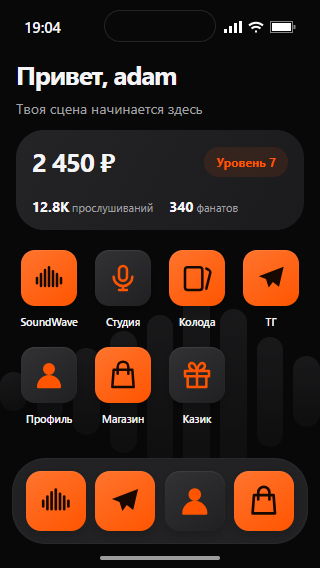 19:04
Привет, adam
Твоя сцена начинается здесь
2 450 ₽
Уровень 7
12.8K прослушиваний 340 фанатов
SoundWave Студия Колода ТГ
Профиль Магазин Казик